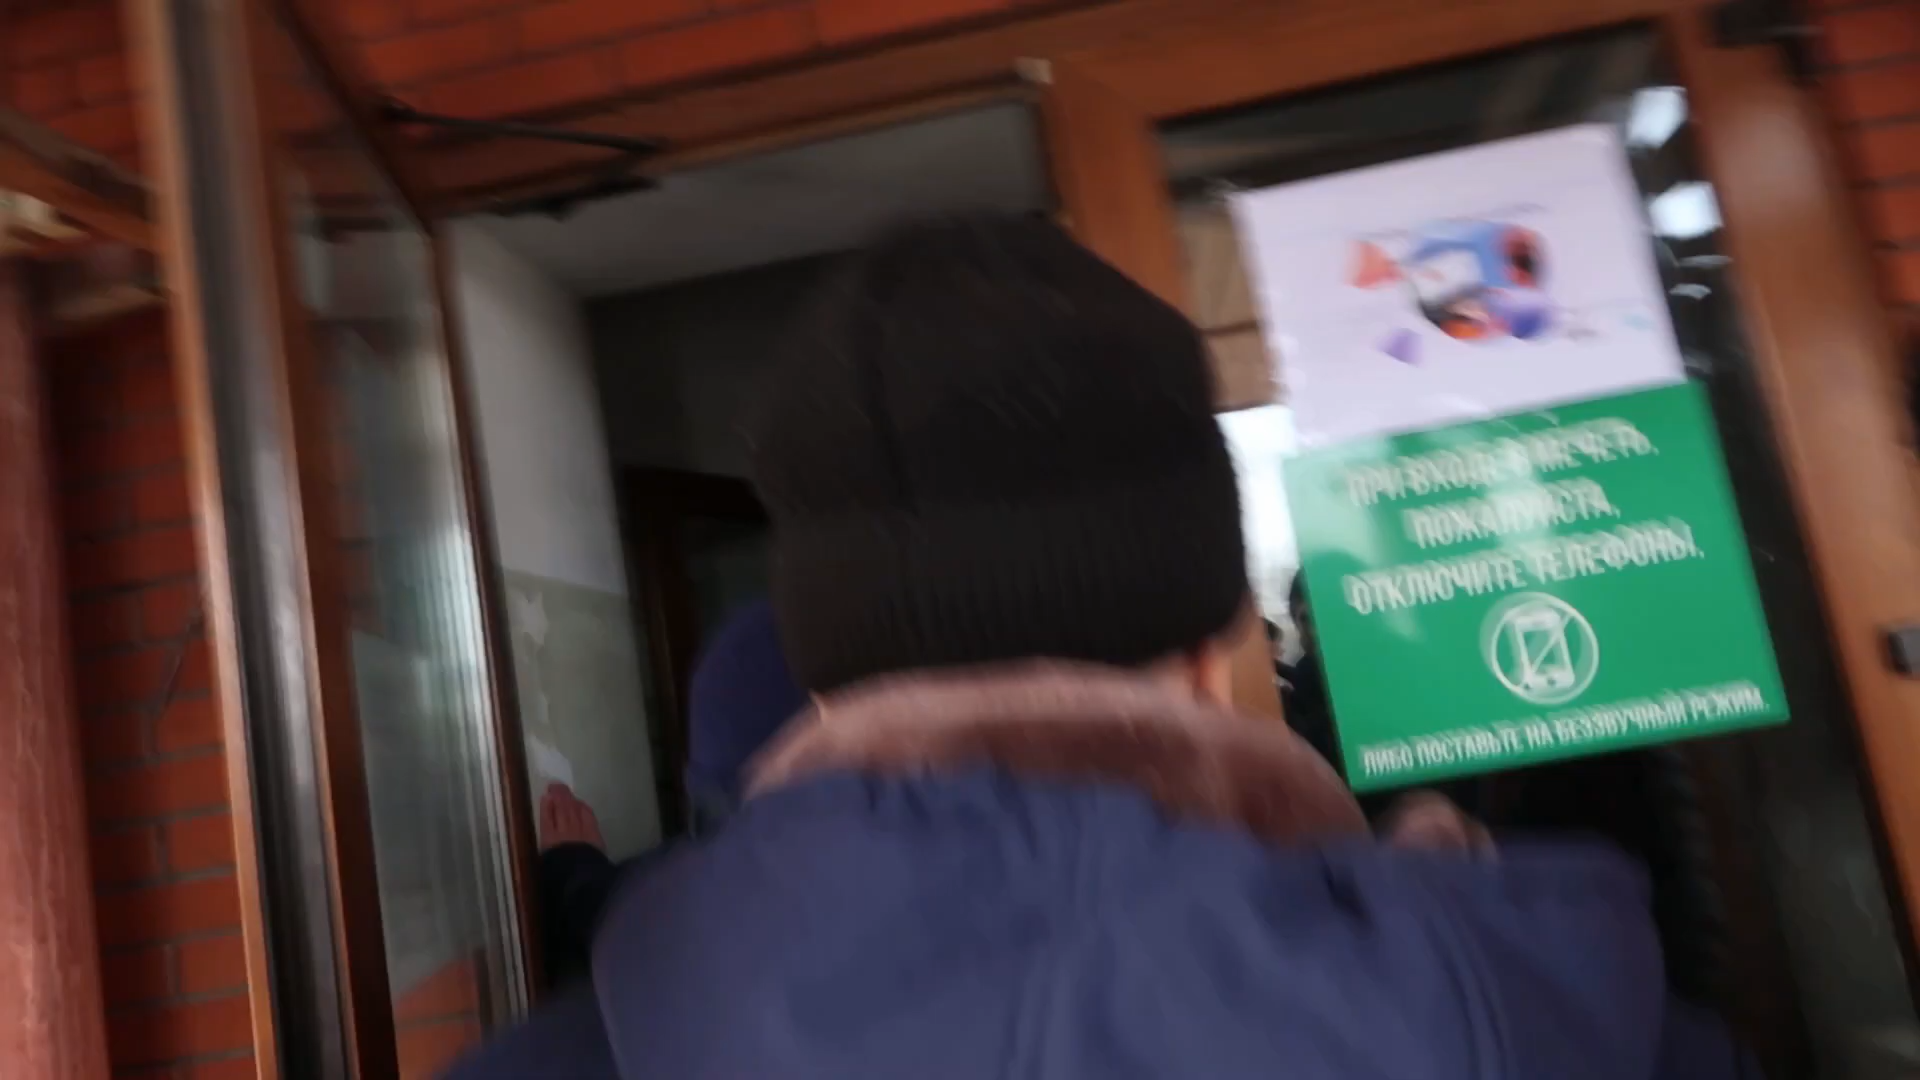 ПРИ ВХОДЕ В МЕЧЕТЬ,
ПОЖАЛУЙСТА,
ОТКЛЮЧИТЕ ТЕЛЕФОНЫ,
ЛИБО ПОСТАВЬТЕ НА БЕЗЗВУЧНЫЙ РЕЖИМ.